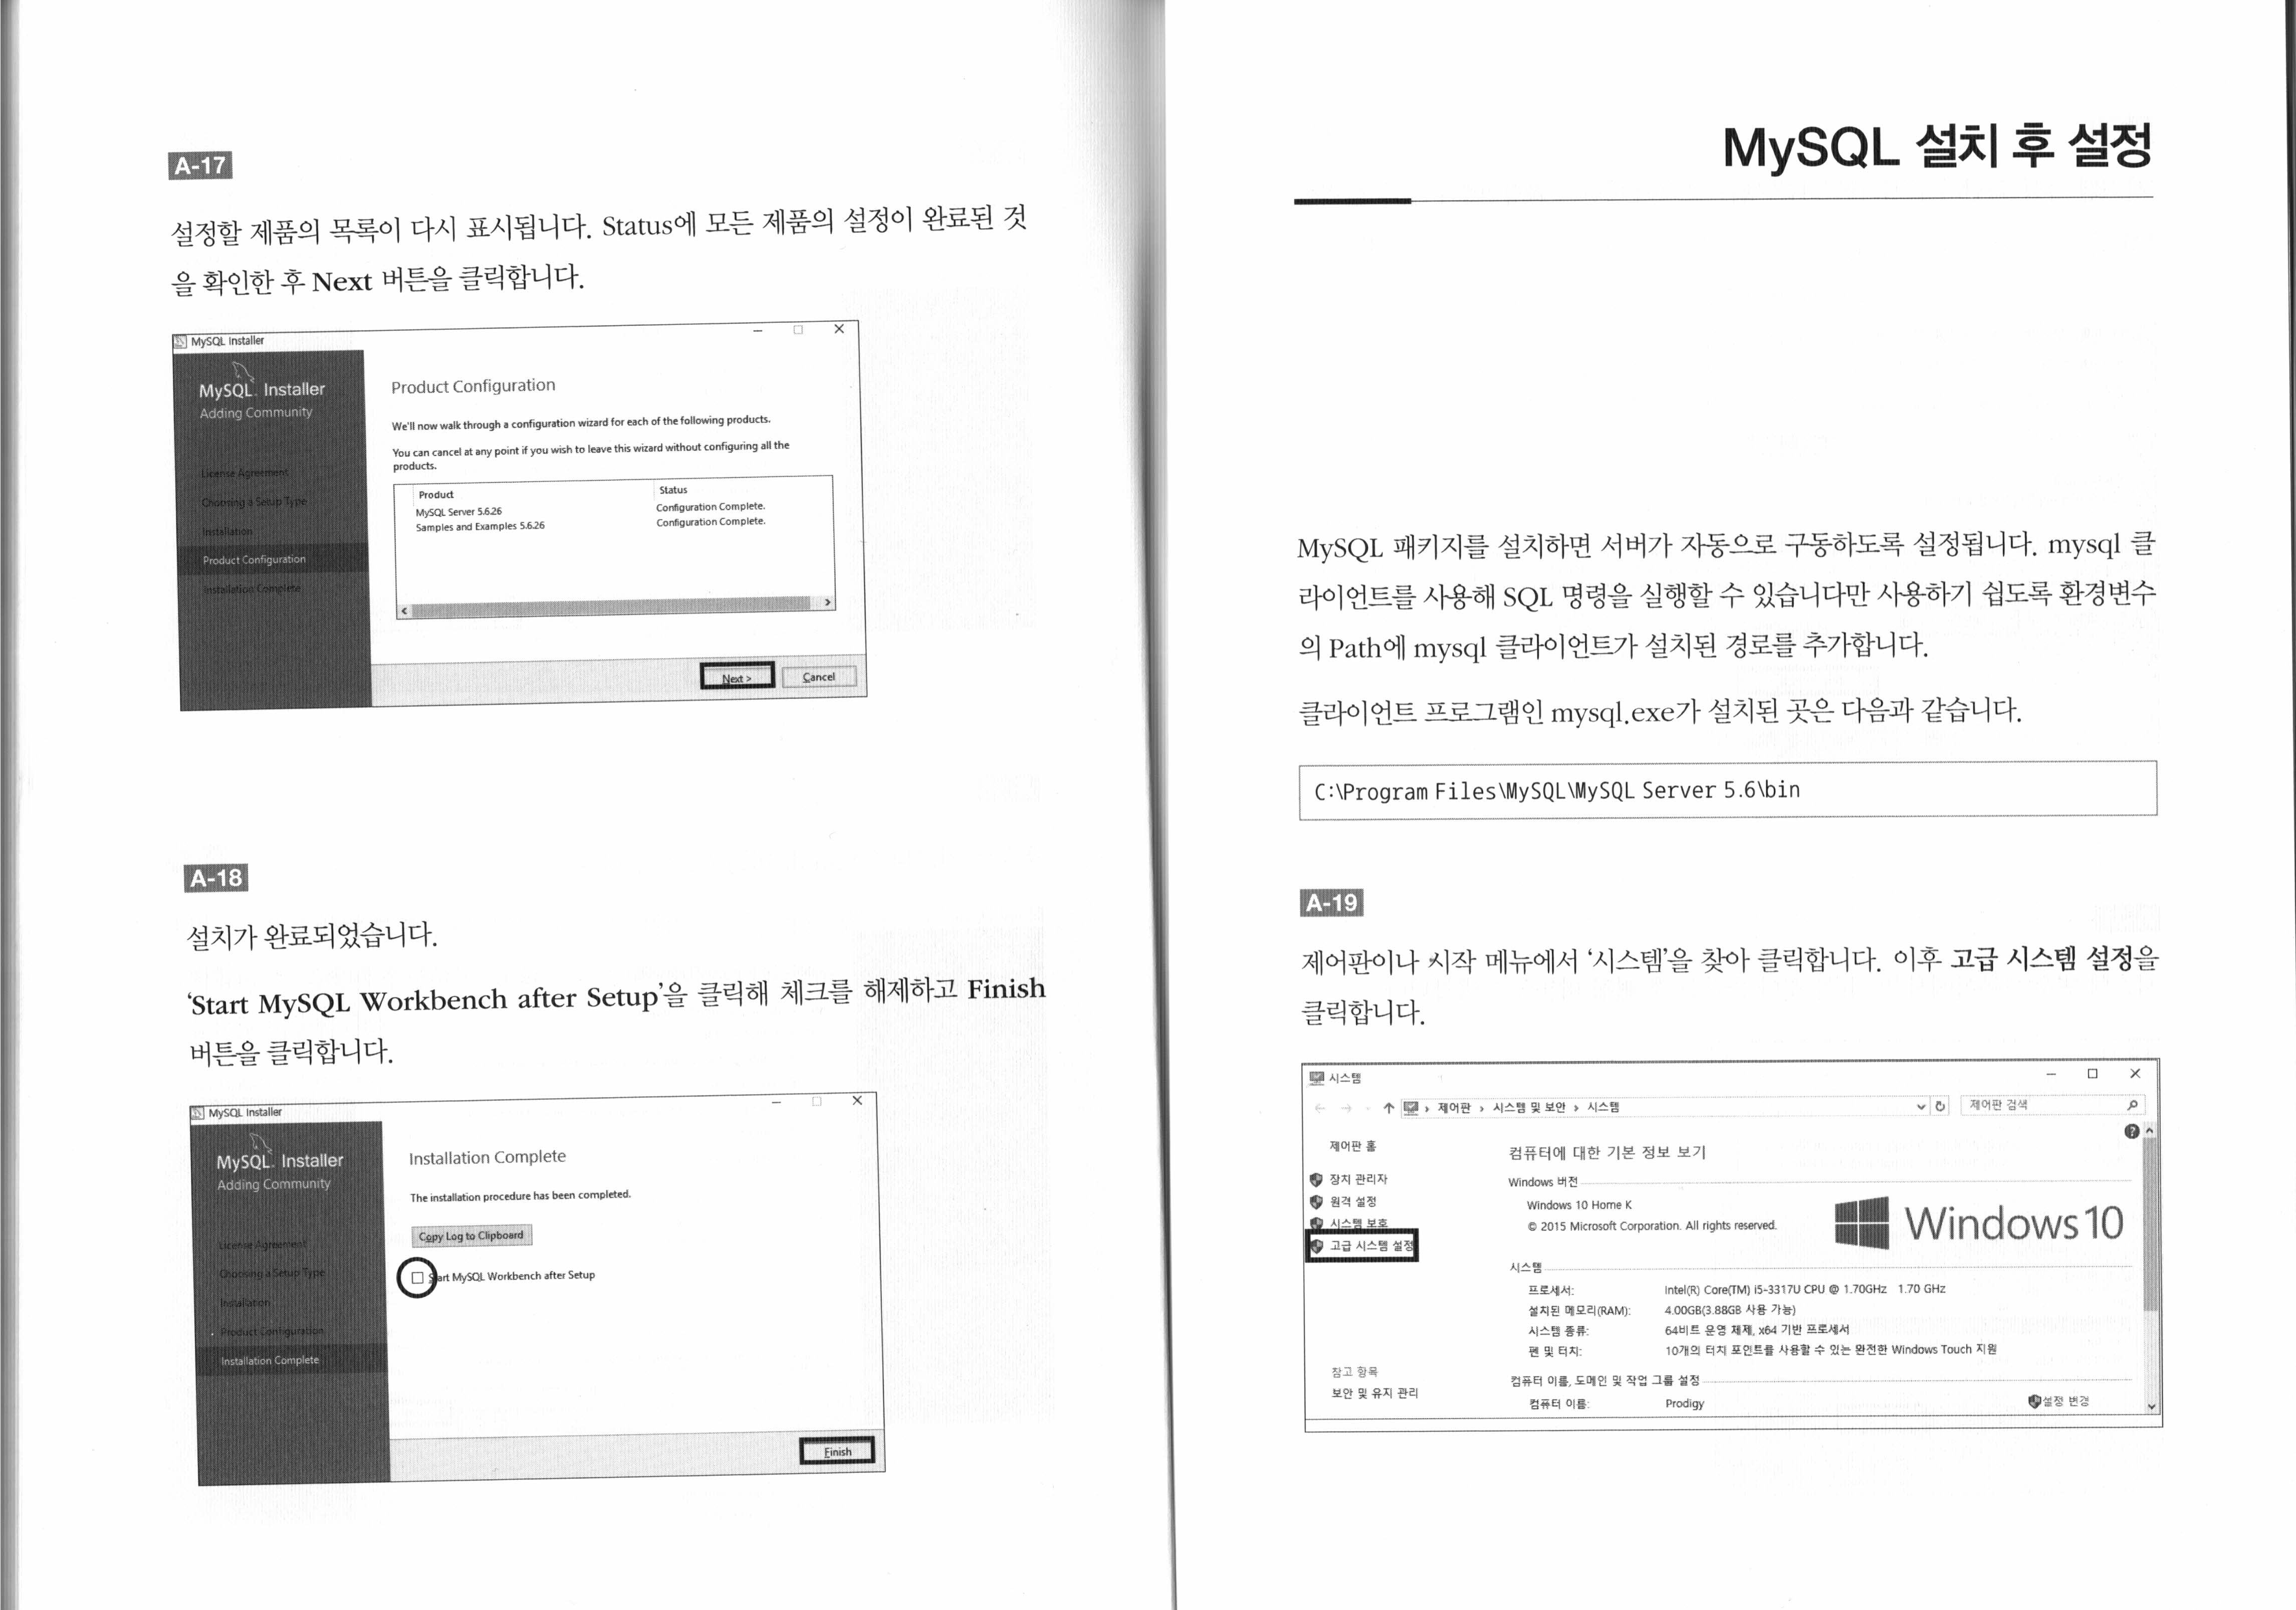 A-17
설정할 제품의 목록이 다시 표시됩니다. Status에 모든 제품의 설정이 완료된 것
을 확인한 후 Next 버튼을 클릭합니다.
MySQL Installer
MySQL. Installer
Adding Community
License Agreement
Choosing a Setup Type
Installation
Product Configuration
Installation Complete
Product Configuration
We'll now walk through a configuration wizard for each of the following products.
You can cancel at any point if you wish to leave this wizard without configuring all the
products.
Product Status
MySQL Server 5.6.26 Configuration Complete.
Samples and Examples 5.6.26 Configuration Complete.
Next > Cancel
A-18
설치가 완료되었습니다.
‘Start MySQL Workbench after Setup’을 클릭해 체크를 해제하고 Finish
버튼을 클릭합니다.
MySQL Installer
MySQL. Installer
Adding Community
License Agreement
Choosing a Setup Type
Installation
Product Configuration
Installation Complete
Installation Complete
The installation procedure has been completed.
Copy Log to Clipboard
Start MySQL Workbench after Setup
Finish
MySQL 설치 후 설정
MySQL 패키지를 설치하면 서버가 자동으로 구동하도록 설정됩니다. mysql 클
라이언트를 사용해 SQL 명령을 실행할 수 있습니다만 사용하기 쉽도록 환경변수
의 Path에 mysql 클라이언트가 설치된 경로를 추가합니다.
클라이언트 프로그램인 mysql.exe가 설치된 곳은 다음과 같습니다.
C:\Program Files\MySQL\MySQL Server 5.6\bin
A-19
제어판이나 시작 메뉴에서 ‘시스템’을 찾아 클릭합니다. 이후 고급 시스템 설정을
클릭합니다.
시스템
제어판 › 시스템 및 보안 › 시스템
제어판 검색
제어판 홈
장치 관리자
원격 설정
시스템 보호
고급 시스템 설정
참고 항목
보안 및 유지 관리
컴퓨터에 대한 기본 정보 보기
Windows 버전
Windows 10 Home K
© 2015 Microsoft Corporation. All rights reserved.
Windows 10
시스템
프로세서: Intel(R) Core(TM) i5-3317U CPU @ 1.70GHz 1.70 GHz
설치된 메모리(RAM): 4.00GB(3.88GB 사용 가능)
시스템 종류: 64비트 운영 체제, x64 기반 프로세서
펜 및 터치: 10개의 터치 포인트를 사용할 수 있는 완전한 Windows Touch 지원
컴퓨터 이름, 도메인 및 작업 그룹 설정
컴퓨터 이름: Prodigy
설정 변경